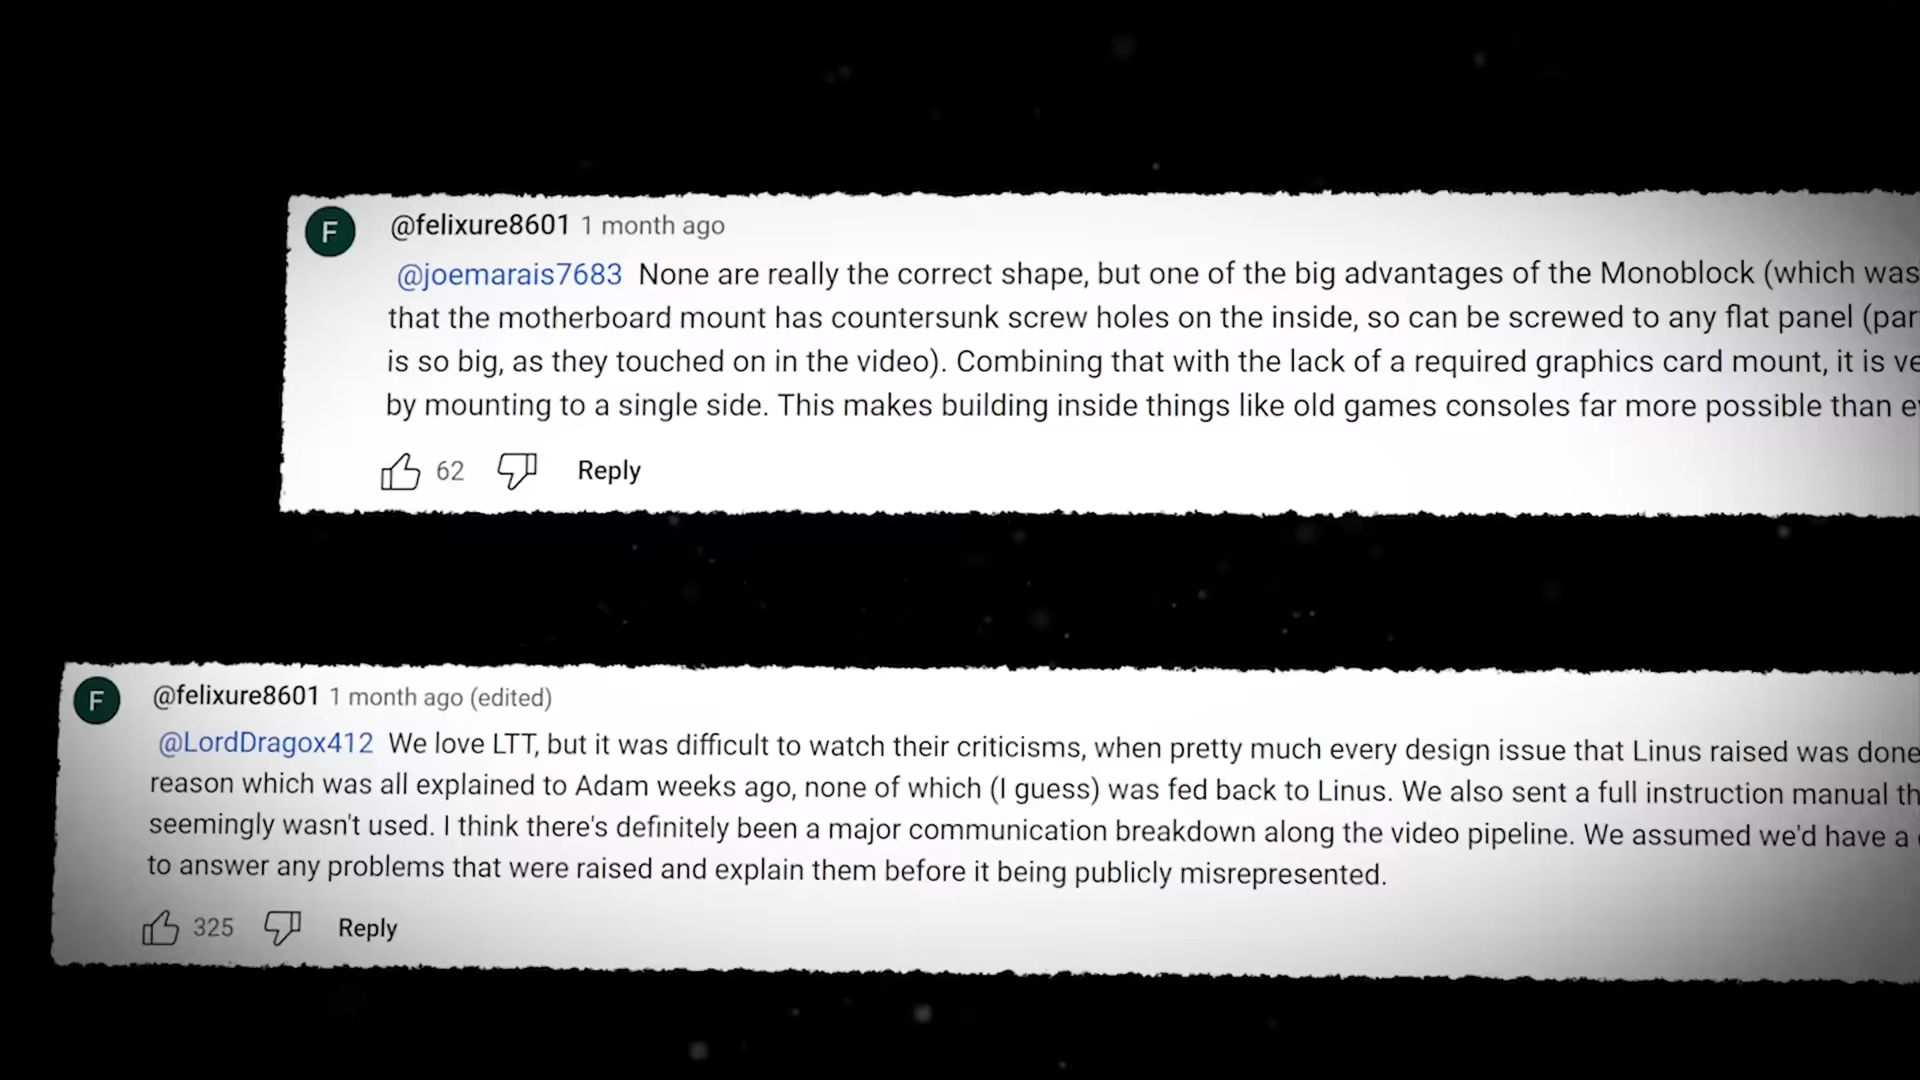 F
@felixure8601 1 month ago
@joemarais7683 None are really the correct shape, but one of the big advantages of the Monoblock (which was
that the motherboard mount has countersunk screw holes on the inside, so can be screwed to any flat panel (par
is so big, as they touched on in the video). Combining that with the lack of a required graphics card mount, it is ve
by mounting to a single side. This makes building inside things like old games consoles far more possible than e
62 Reply
F
@felixure8601 1 month ago (edited)
@LordDragox412 We love LTT, but it was difficult to watch their criticisms, when pretty much every design issue that Linus raised was done
reason which was all explained to Adam weeks ago, none of which (I guess) was fed back to Linus. We also sent a full instruction manual th
seemingly wasn't used. I think there's definitely been a major communication breakdown along the video pipeline. We assumed we'd have a
to answer any problems that were raised and explain them before it being publicly misrepresented.
325 Reply